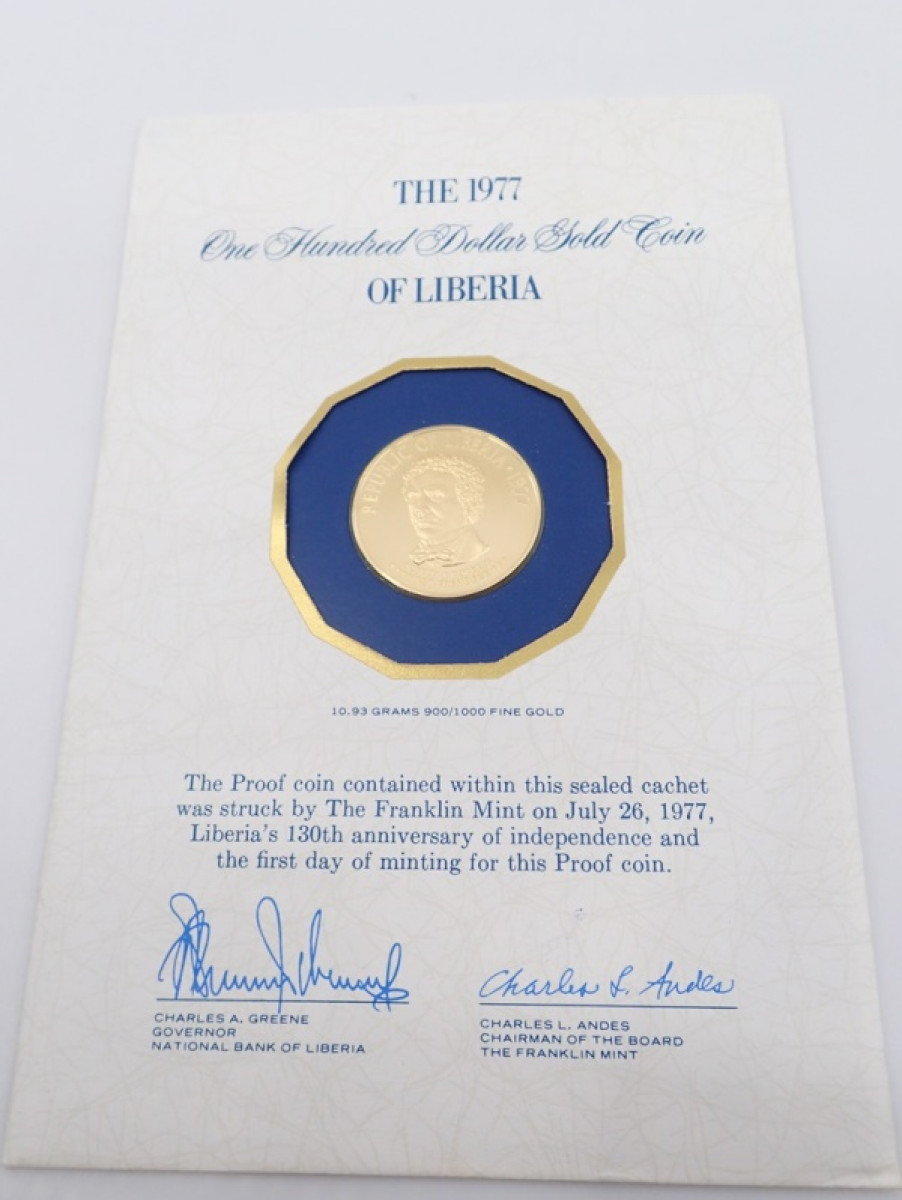 THE 1977
One Hundred Dollar Gold Coin
OF LIBERIA
REPUBLIC OF LIBERIA • 1977
10.93 GRAMS 900/1000 FINE GOLD
The Proof coin contained within this sealed cachet
was struck by The Franklin Mint on July 26, 1977,
Liberia's 130th anniversary of independence and
the first day of minting for this Proof coin.
Charles L. Andes
CHARLES A. GREENE
GOVERNOR
NATIONAL BANK OF LIBERIA
CHARLES L. ANDES
CHAIRMAN OF THE BOARD
THE FRANKLIN MINT